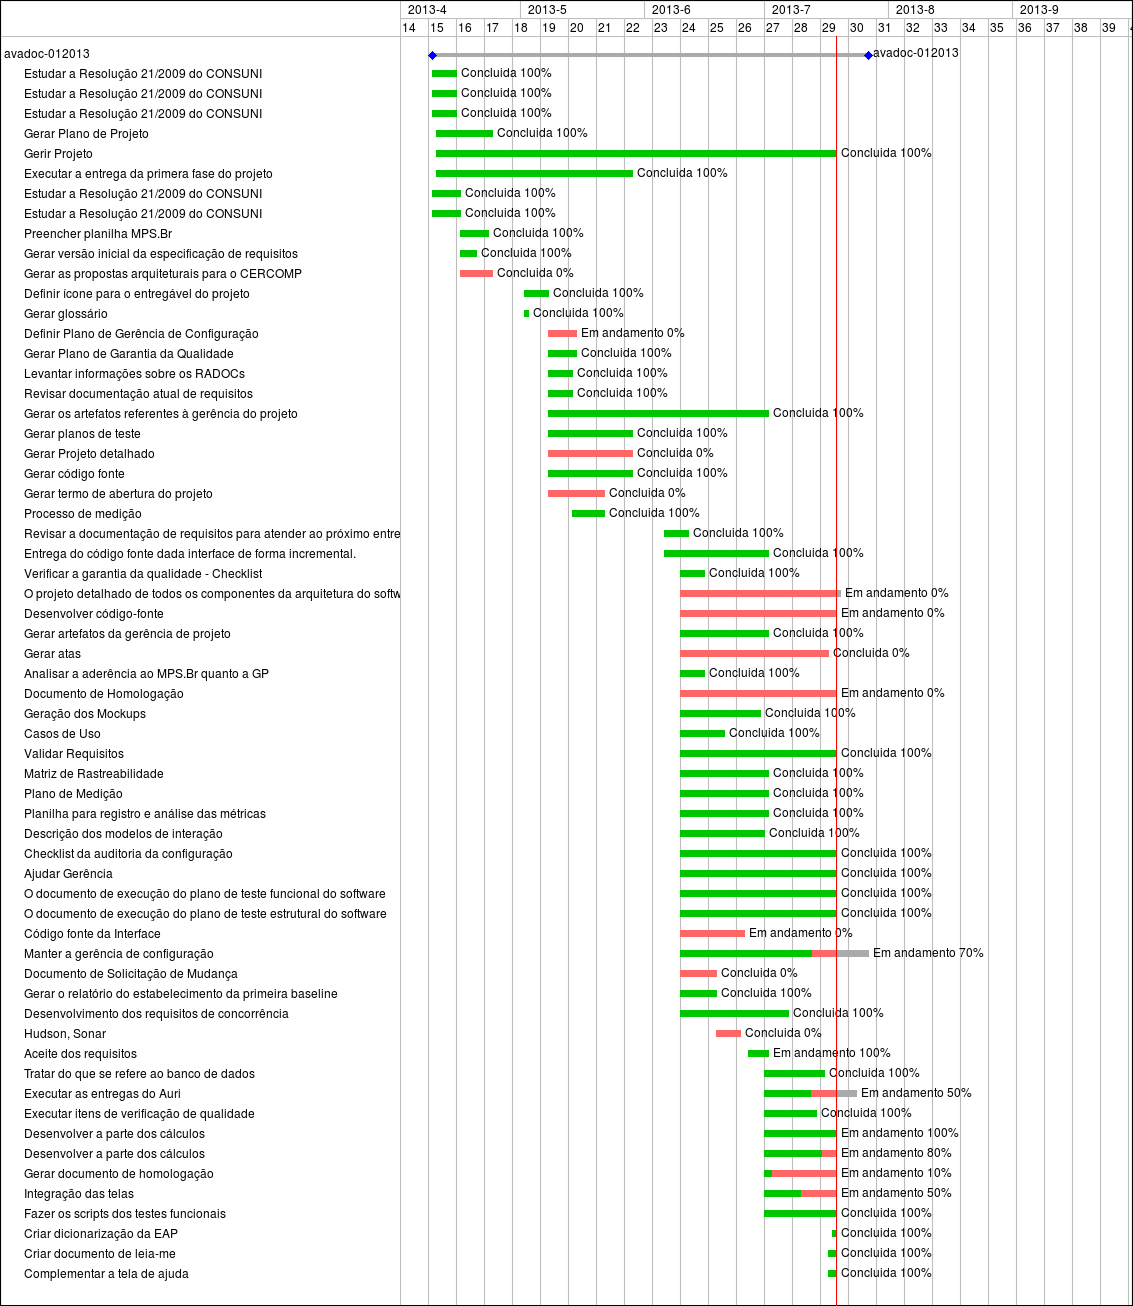 2013-4 2013-5 2013-6 2013-7 2013-8 2013-9
14 15 16 17 18 19 20 21 22 23 24 25 26 27 28 29 30 31 32 33 34 35 36 37 38 39
avadoc-012013 avadoc-012013
Estudar a Resolução 21/2009 do CONSUNI Concluida 100%
Estudar a Resolução 21/2009 do CONSUNI Concluida 100%
Estudar a Resolução 21/2009 do CONSUNI Concluida 100%
Gerar Plano de Projeto Concluida 100%
Gerir Projeto Concluida 100%
Executar a entrega da primera fase do projeto Concluida 100%
Estudar a Resolução 21/2009 do CONSUNI Concluida 100%
Estudar a Resolução 21/2009 do CONSUNI Concluida 100%
Preencher planilha MPS.Br Concluida 100%
Gerar versão inicial da especificação de requisitos Concluida 100%
Gerar as propostas arquiteturais para o CERCOMP Concluida 0%
Definir ícone para o entregável do projeto Concluida 100%
Gerar glossário Concluida 100%
Definir Plano de Gerência de Configuração Em andamento 0%
Gerar Plano de Garantia da Qualidade Concluida 100%
Levantar informações sobre os RADOCs Concluida 100%
Revisar documentação atual de requisitos Concluida 100%
Gerar os artefatos referentes à gerência do projeto Concluida 100%
Gerar planos de teste Concluida 100%
Gerar Projeto detalhado Concluida 0%
Gerar código fonte Concluida 100%
Gerar termo de abertura do projeto Concluida 0%
Processo de medição Concluida 100%
Revisar a documentação de requisitos para atender ao próximo entre Concluida 100%
Entrega do código fonte dada interface de forma incremental. Concluida 100%
Verificar a garantia da qualidade - Checklist Concluida 100%
O projeto detalhado de todos os componentes da arquitetura do softw Em andamento 0%
Desenvolver código-fonte Em andamento 0%
Gerar artefatos da gerência de projeto Concluida 100%
Gerar atas Concluida 0%
Analisar a aderência ao MPS.Br quanto a GP Concluida 100%
Documento de Homologação Em andamento 0%
Geração dos Mockups Concluida 100%
Casos de Uso Concluida 100%
Validar Requisitos Concluida 100%
Matriz de Rastreabilidade Concluida 100%
Plano de Medição Concluida 100%
Planilha para registro e análise das métricas Concluida 100%
Descrição dos modelos de interação Concluida 100%
Checklist da auditoria da configuração Concluida 100%
Ajudar Gerência Concluida 100%
O documento de execução do plano de teste funcional do software Concluida 100%
O documento de execução do plano de teste estrutural do software Concluida 100%
Código fonte da Interface Em andamento 0%
Manter a gerência de configuração Em andamento 70%
Documento de Solicitação de Mudança Concluida 0%
Gerar o relatório do estabelecimento da primeira baseline Concluida 100%
Desenvolvimento dos requisitos de concorrência Concluida 100%
Hudson, Sonar Concluida 0%
Aceite dos requisitos Em andamento 100%
Tratar do que se refere ao banco de dados Concluida 100%
Executar as entregas do Auri Em andamento 50%
Executar itens de verificação de qualidade Concluida 100%
Desenvolver a parte dos cálculos Em andamento 100%
Desenvolver a parte dos cálculos Em andamento 80%
Gerar documento de homologação Em andamento 10%
Integração das telas Em andamento 50%
Fazer os scripts dos testes funcionais Concluida 100%
Criar dicionarização da EAP Concluida 100%
Criar documento de leia-me Concluida 100%
Complementar a tela de ajuda Concluida 100%